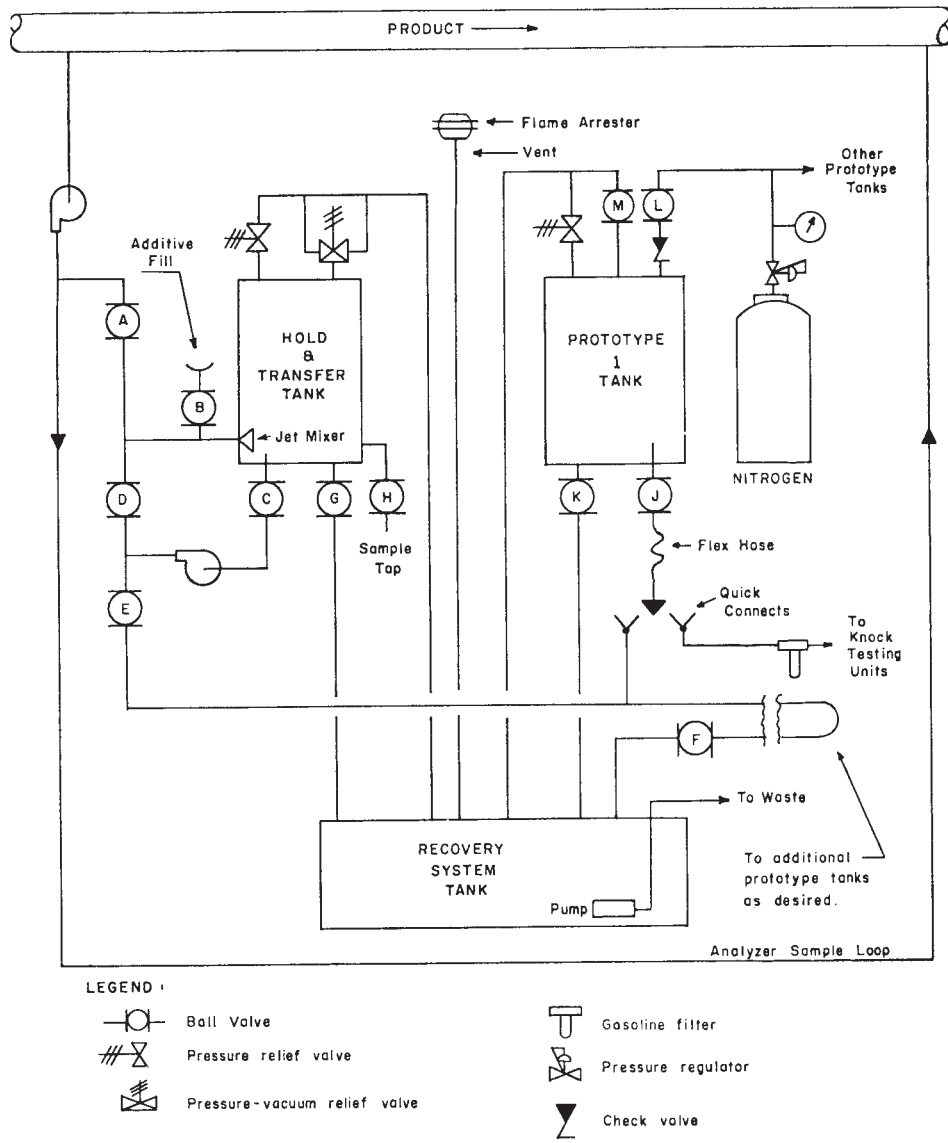 PRODUCT
Flame Arrester
Vent
Other
Prototype
Tanks
Additive
Fill
M
L
A
HOLD
&
TRANSFER
TANK
PROTOTYPE
1
TANK
B
Jet Mixer
NITROGEN
D
C
G
H
K
J
Sample
Tap
Flex Hose
E
Quick
Connects
To
Knock
Testing
Units
F
To Waste
RECOVERY
SYSTEM
TANK
Pump
To additional
prototype tanks
as desired.
Analyzer Sample Loop
LEGEND:
Ball Valve
Pressure relief valve
Pressure-vacuum relief valve
Gasoline filter
Pressure regulator
Check valve